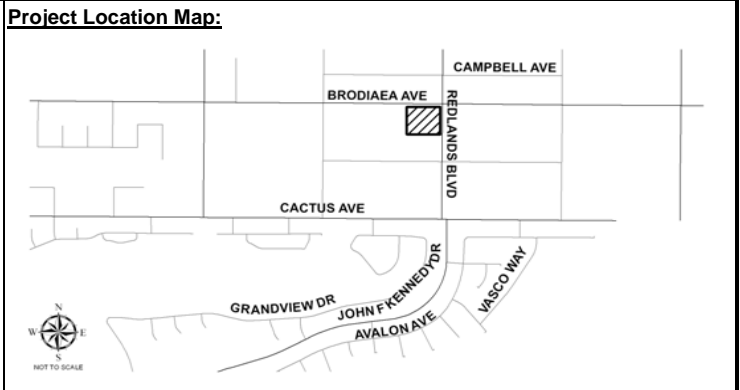 Project Location Map:
CAMPBELL AVE
BRODIAEA AVE
REDLANDS BLVD
CACTUS AVE
GRANDVIEW DR
JOHN F KENNEDY DR
AVALON AVE
VASCO WAY
N
W E
S
NOT TO SCALE